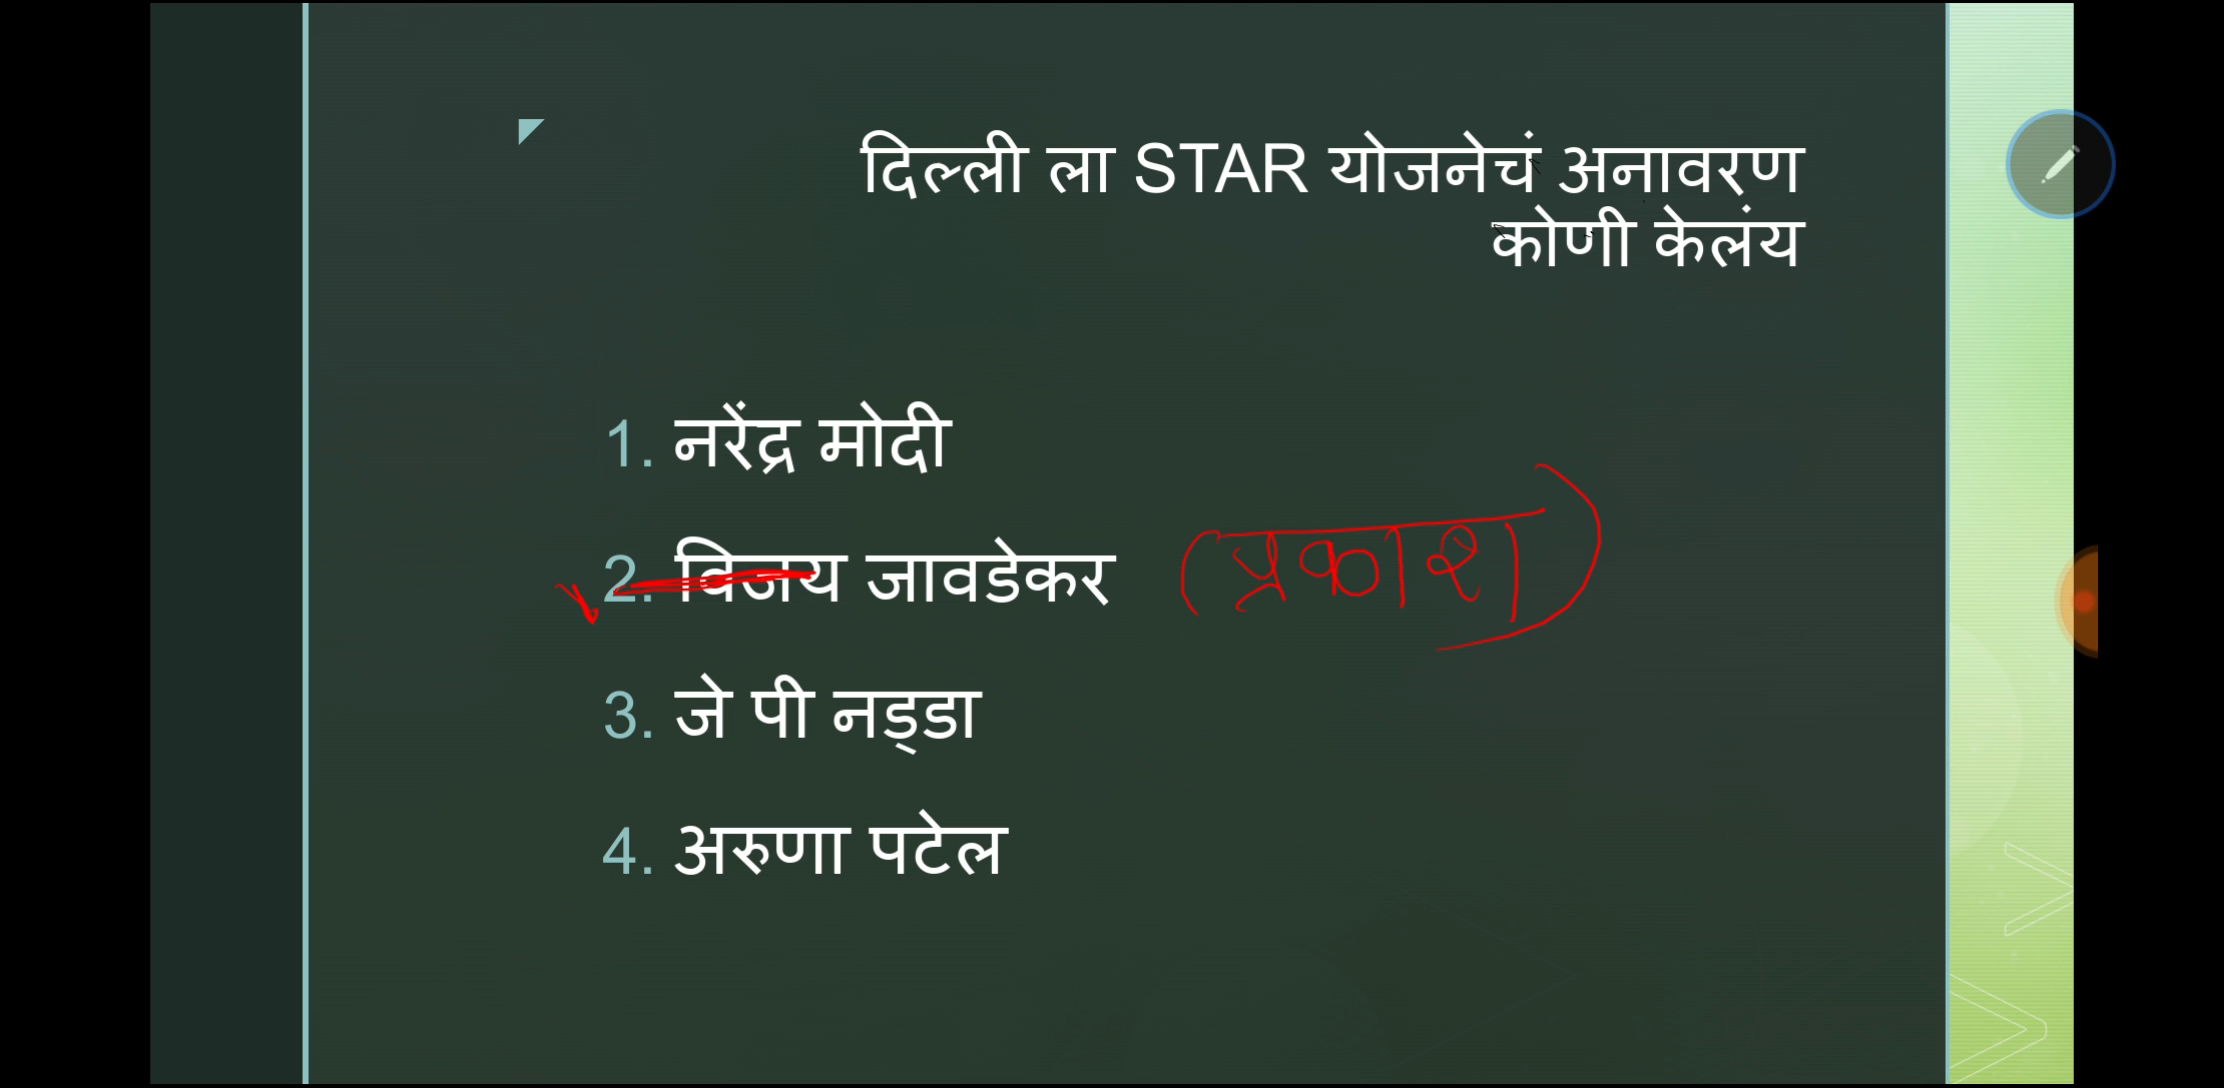 दिल्ली ला STAR योजनेचं अनावरण
कोणी केलंय
1. नरेंद्र मोदी
2. विजय जावडेकर (प्रकाश)
3. जे पी नड्डा
4. अरुणा पटेल